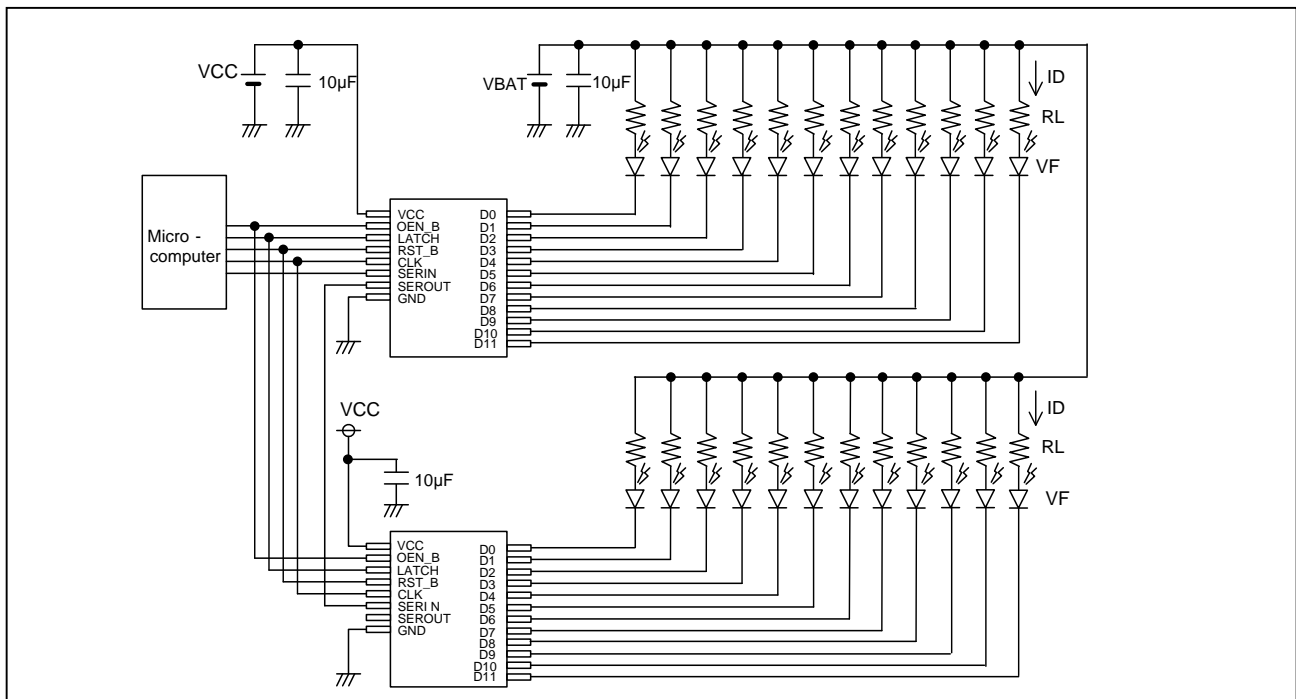 VCC
10µF
VBAT
10µF
ID
RL
VF
Micro -
computer
VCC
OEN_B
LATCH
RST_B
CLK
SERIN
SEROUT
GND
D0
D1
D2
D3
D4
D5
D6
D7
D8
D9
D10
D11
VCC
10µF
ID
RL
VF
VCC
OEN_B
LATCH
RST_B
CLK
SERI N
SEROUT
GND
D0
D1
D2
D3
D4
D5
D6
D7
D8
D9
D10
D11